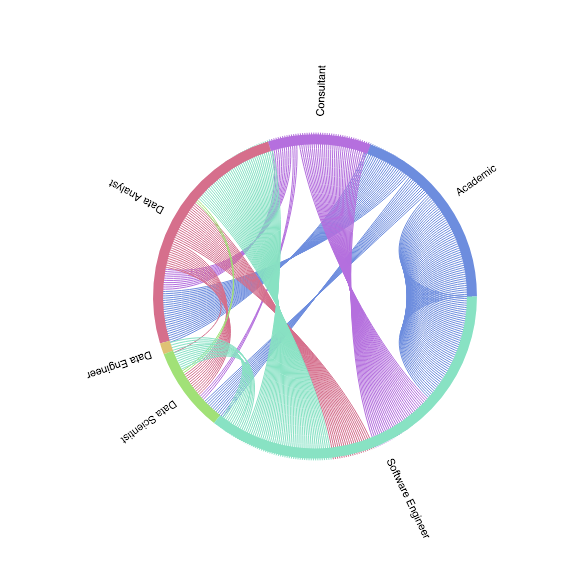 Consultant
Academic
Data Analyst
Data Engineer
Data Scientist
Software Engineer